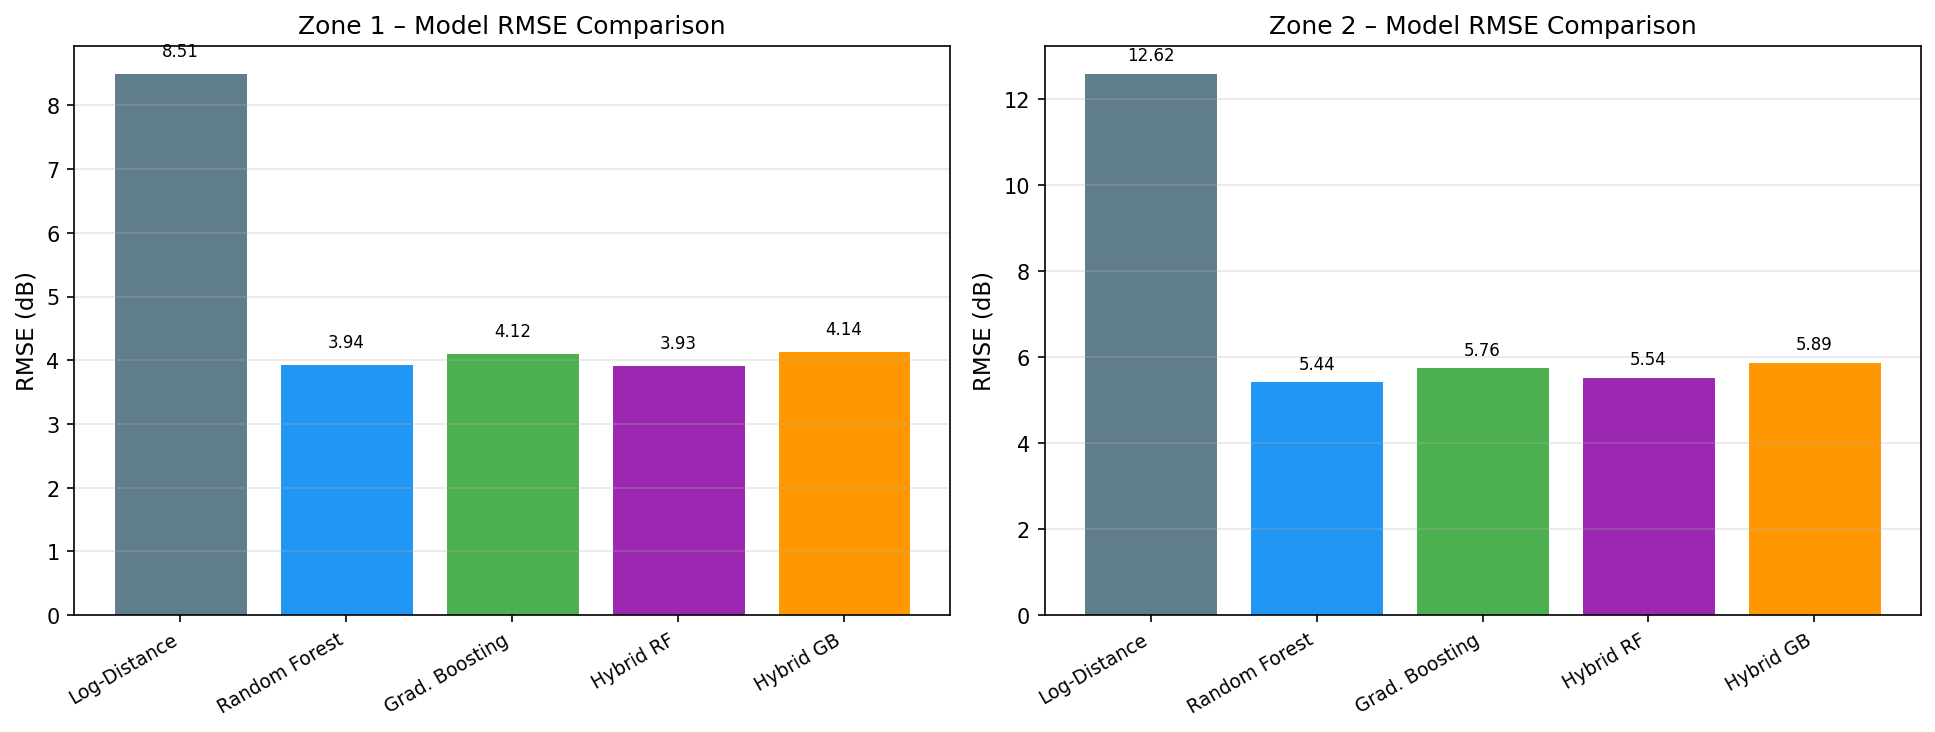 Zone 1 – Model RMSE Comparison
8.51
3.94
4.12
3.93
4.14
8
7
6
5
4
3
2
1
0
RMSE (dB)
Log-Distance
Random Forest
Grad. Boosting
Hybrid RF
Hybrid GB
Zone 2 – Model RMSE Comparison
12.62
5.44
5.76
5.54
5.89
12
10
8
6
4
2
0
RMSE (dB)
Log-Distance
Random Forest
Grad. Boosting
Hybrid RF
Hybrid GB